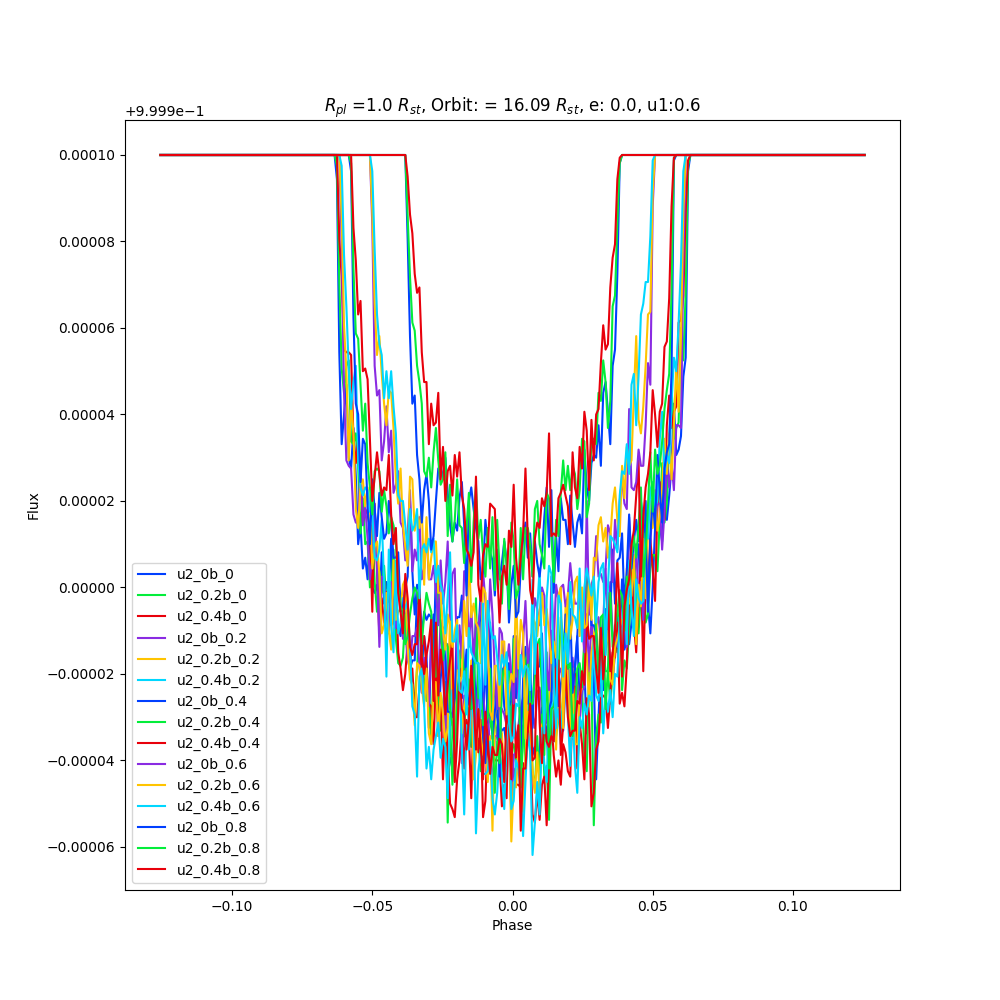 R_pl =1.0 R_st, Orbit: = 16.09 R_st, e: 0.0, u1:0.6
+9.999e−1
0.00010
0.00008
0.00006
0.00004
0.00002
0.00000
−0.00002
−0.00004
−0.00006
Flux
u2_0b_0
u2_0.2b_0
u2_0.4b_0
u2_0b_0.2
u2_0.2b_0.2
u2_0.4b_0.2
u2_0b_0.4
u2_0.2b_0.4
u2_0.4b_0.4
u2_0b_0.6
u2_0.2b_0.6
u2_0.4b_0.6
u2_0b_0.8
u2_0.2b_0.8
u2_0.4b_0.8
−0.10
−0.05
0.00
0.05
0.10
Phase